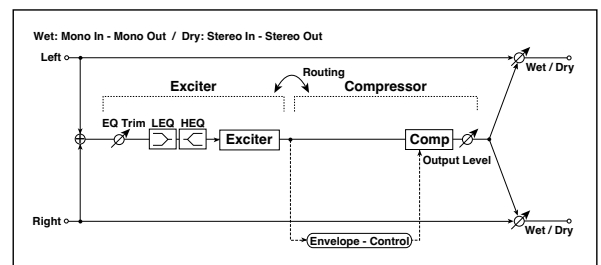 Wet: Mono In - Mono Out / Dry: Stereo In - Stereo Out
Left
Wet / Dry
Routing
Exciter
Compressor
EQ Trim
LEQ
HEQ
Exciter
Comp
Output Level
Right
Wet / Dry
Envelope - Control